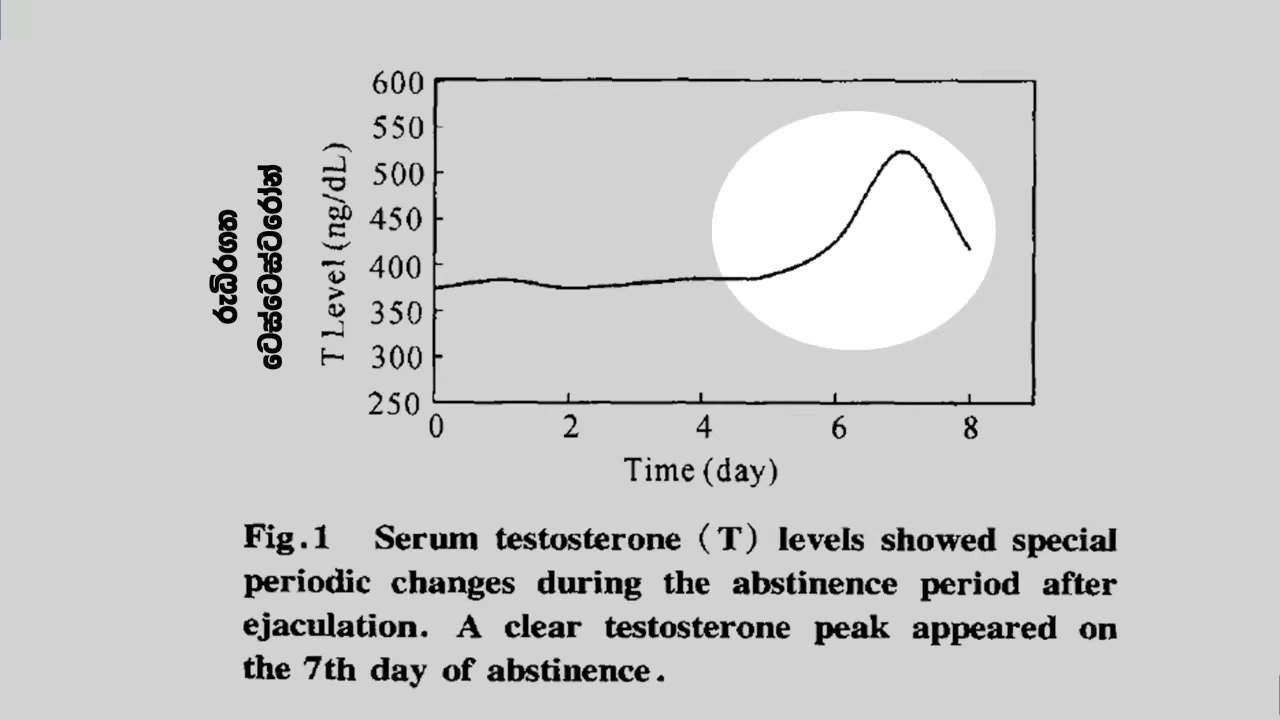 600
550
500
450
400
350
300
250
0 2 4 6 8
T Level (ng/dL)
රුධිරගත
ටෙස්ටෙස්ටරෝන්
Time (day)
Fig.1 Serum testosterone (T) levels showed special
periodic changes during the abstinence period after
ejaculation. A clear testosterone peak appeared on
the 7th day of abstinence.